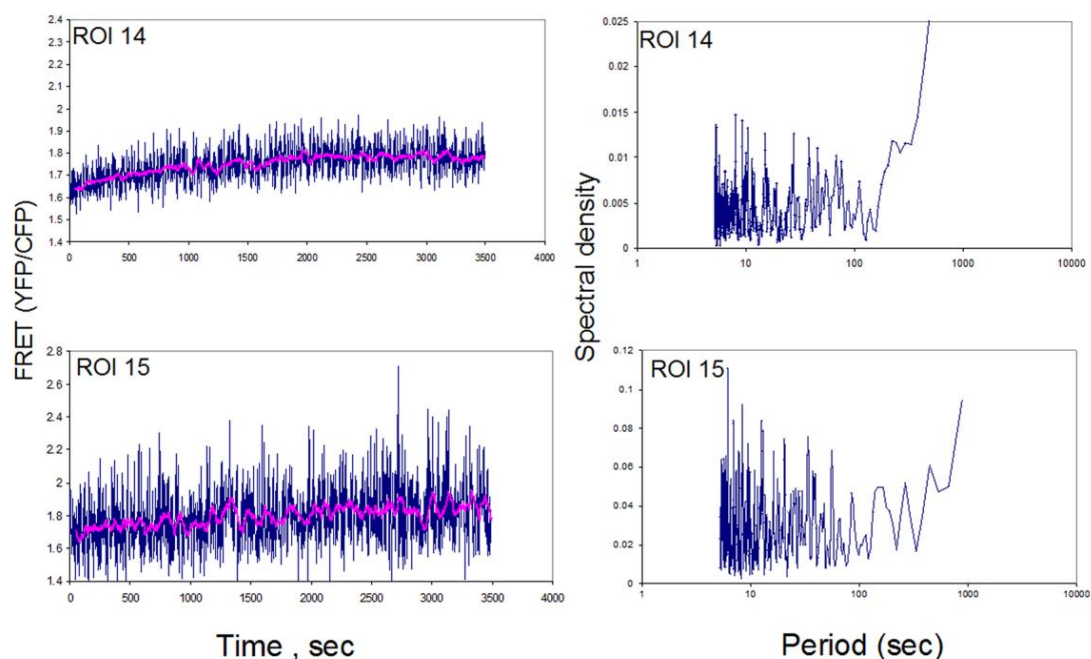 ROI 14
2.4
2.3
2.2
2.1
2
1.9
1.8
1.7
1.6
1.5
1.4
0 500 1000 1500 2000 2500 3000 3500 4000
ROI 14
0.025
0.02
0.015
0.01
0.005
0
1 10 100 1000 10000
FRET (YFP/CFP)
Spectral density
ROI 15
2.8
2.6
2.4
2.2
2
1.8
1.6
1.4
0 500 1000 1500 2000 2500 3000 3500 4000
ROI 15
0.12
0.1
0.08
0.06
0.04
0.02
0
1 10 100 1000 10000
Time , sec
Period (sec)